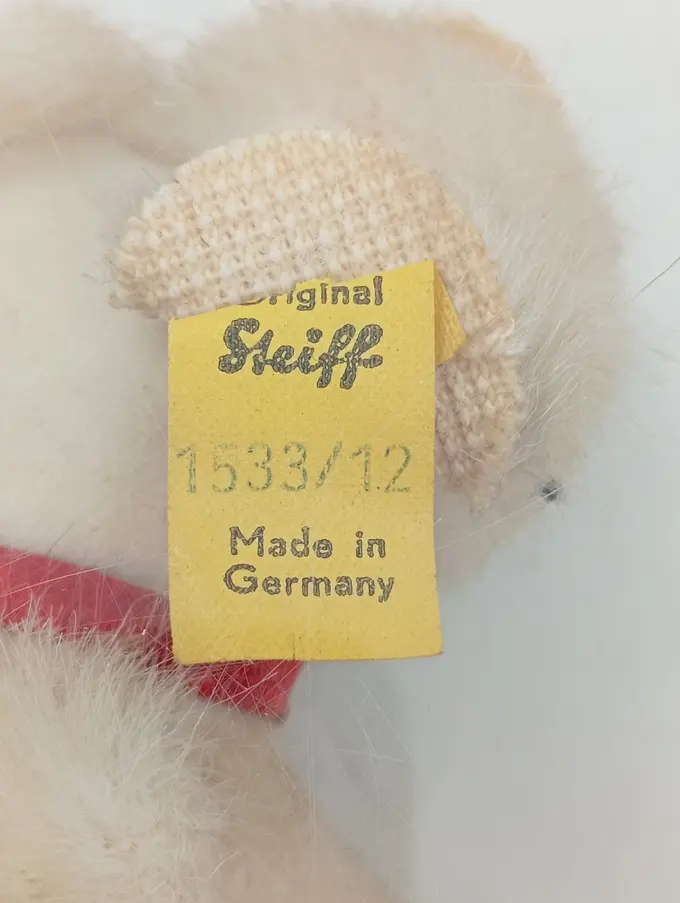 Original
Steiff
1533/12
Made in
Germany